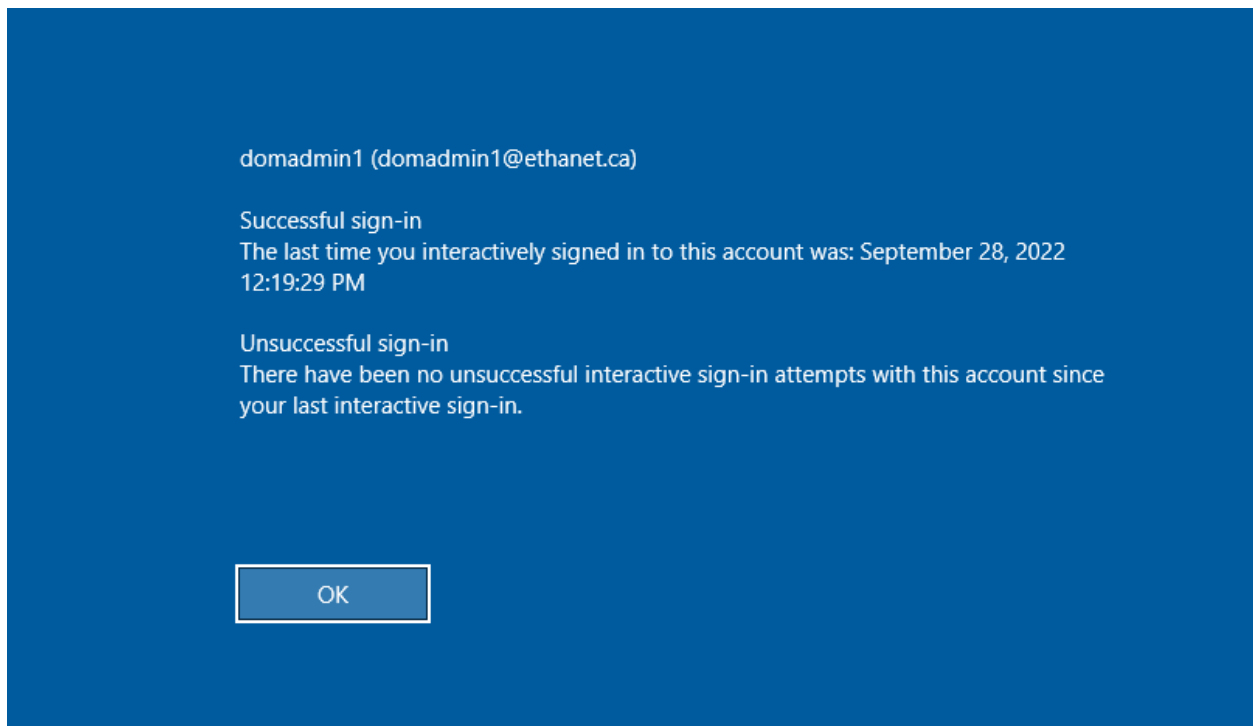 domadmin1 (domadmin1@ethanet.ca)
Successful sign-in
The last time you interactively signed in to this account was: September 28, 2022
12:19:29 PM
Unsuccessful sign-in
There have been no unsuccessful interactive sign-in attempts with this account since
your last interactive sign-in.
OK